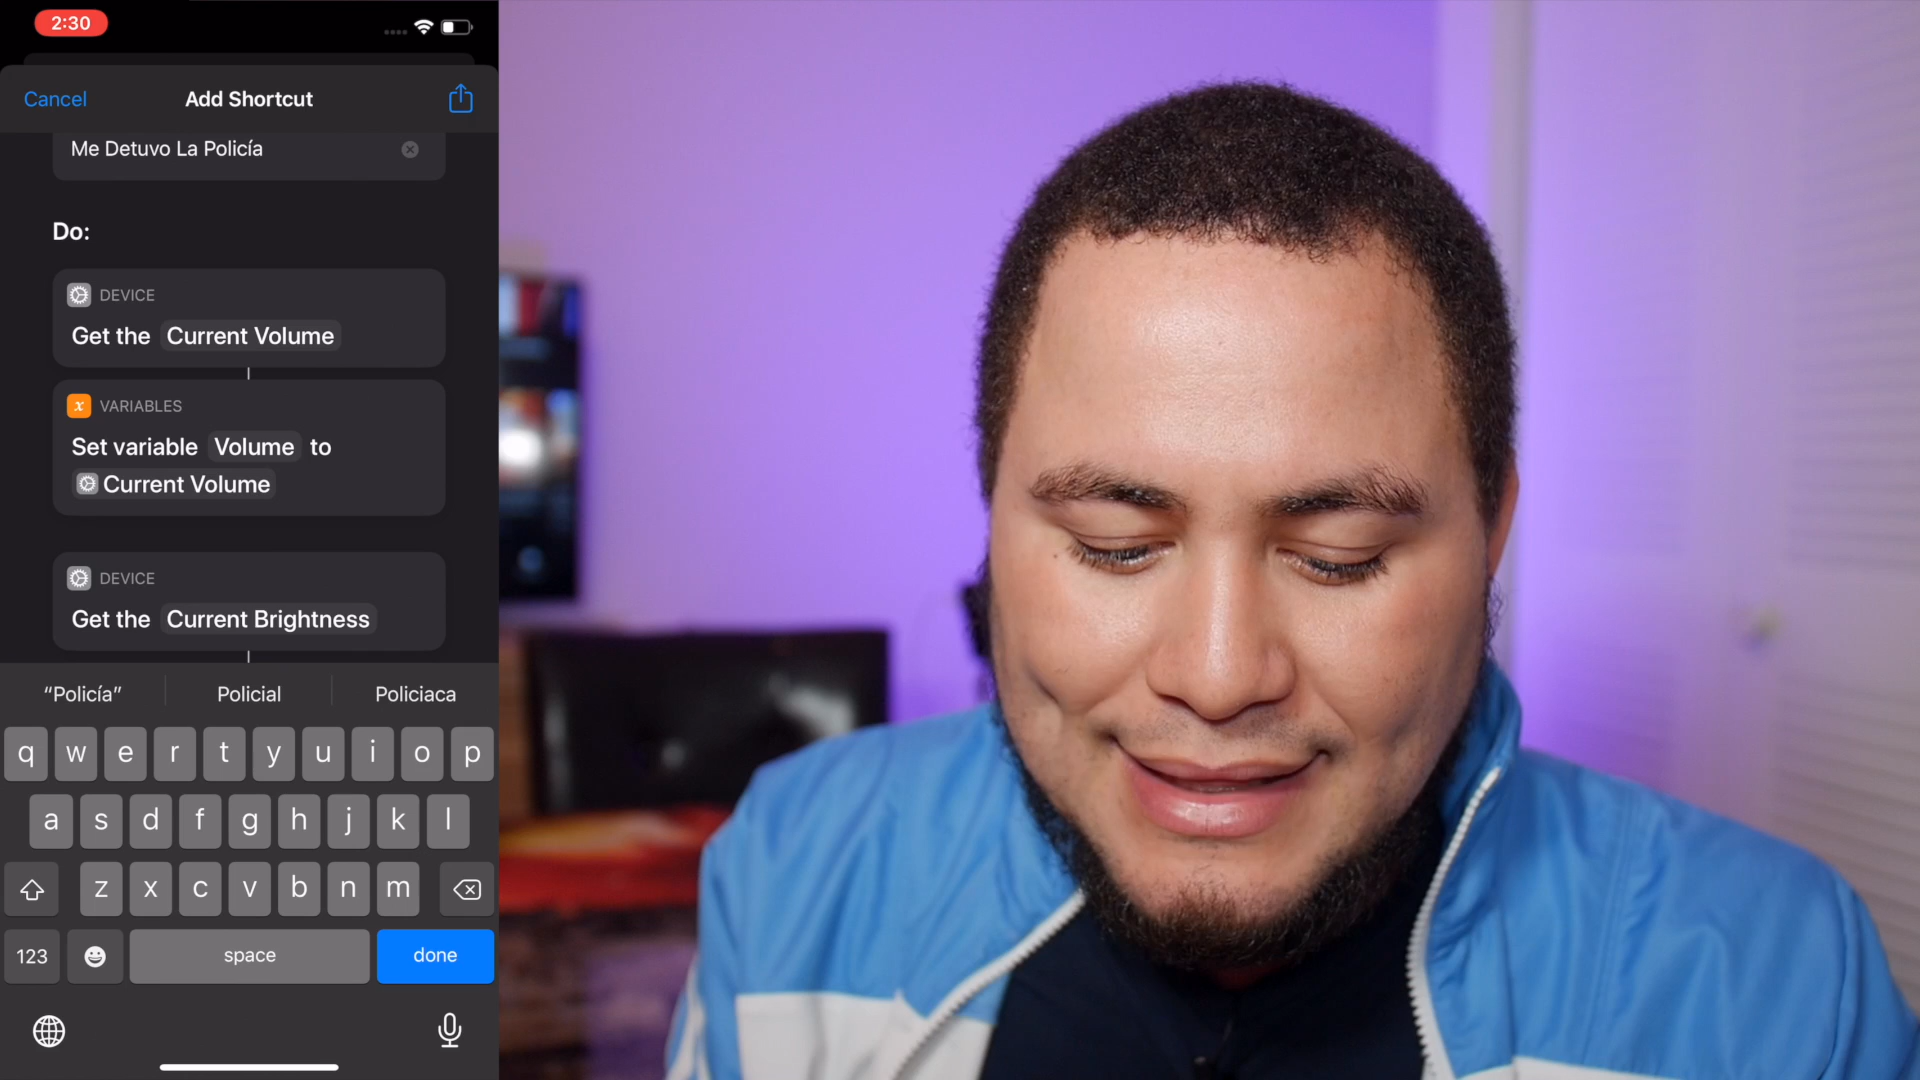 2:30
Cancel
Add Shortcut
Me Detuvo La Policía
Do:
DEVICE
Get the Current Volume
x VARIABLES
Set variable Volume to
Current Volume
DEVICE
Get the Current Brightness
“Policía” Policial Policiaca
q w e r t y u i o p
a s d f g h j k l
z x c v b n m
123 space done